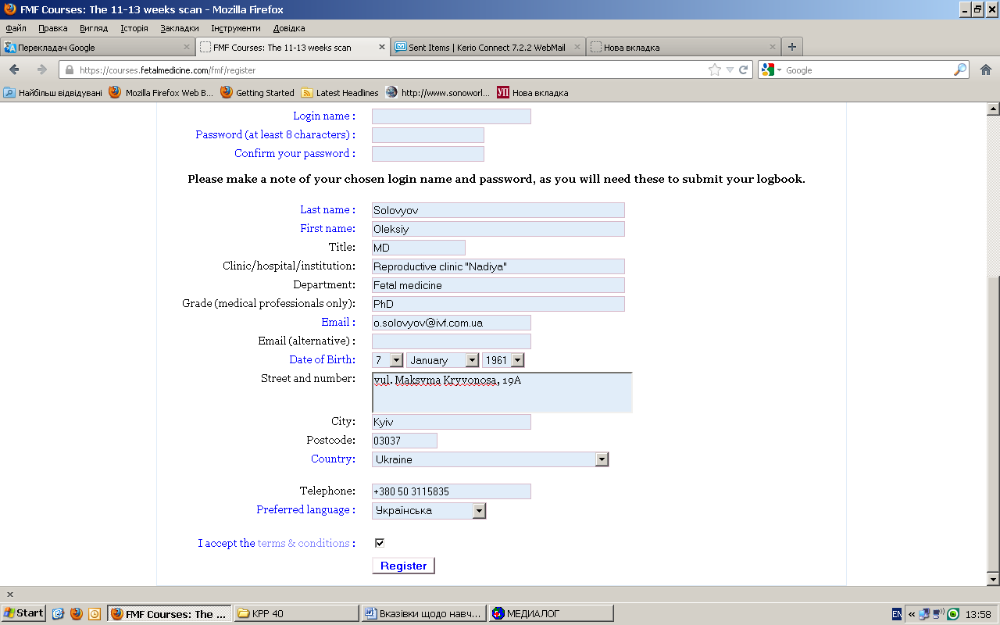 FMF Courses: The 11-13 weeks scan - Mozilla Firefox
Файл Правка Вигляд Історія Закладки Інструменти Довідка
Перекладач Google FMF Courses: The 11-13 weeks scan Sent Items | Kerio Connect 7.2.2 WebMail Нова вкладка
https://courses.fetalmedicine.com/fmf/register Google
Найбільш відвідувані Mozilla Firefox Web B... Getting Started Latest Headlines http://www.sonoworl... УП Нова вкладка
Login name :
Password (at least 8 characters) :
Confirm your password :
Please make a note of your chosen login name and password, as you will need these to submit your logbook.
Last name : Solovyov
First name: Oleksiy
Title: MD
Clinic/hospital/institution: Reproductive clinic "Nadiya"
Department: Fetal medicine
Grade (medical professionals only): PhD
Email : o.solovyov@ivf.com.ua
Email (alternative) :
Date of Birth: 7 January 1961
Street and number: vul. Maksyma Kryvonosa, 19A
City: Kyiv
Postcode: 03037
Country: Ukraine
Telephone: +380 50 3115835
Preferred language : Українська
I accept the terms & conditions :
Register
Start FMF Courses: The ... КРР 40 Вказівки щодо навч... МЕДИАЛОГ EN « 13:58